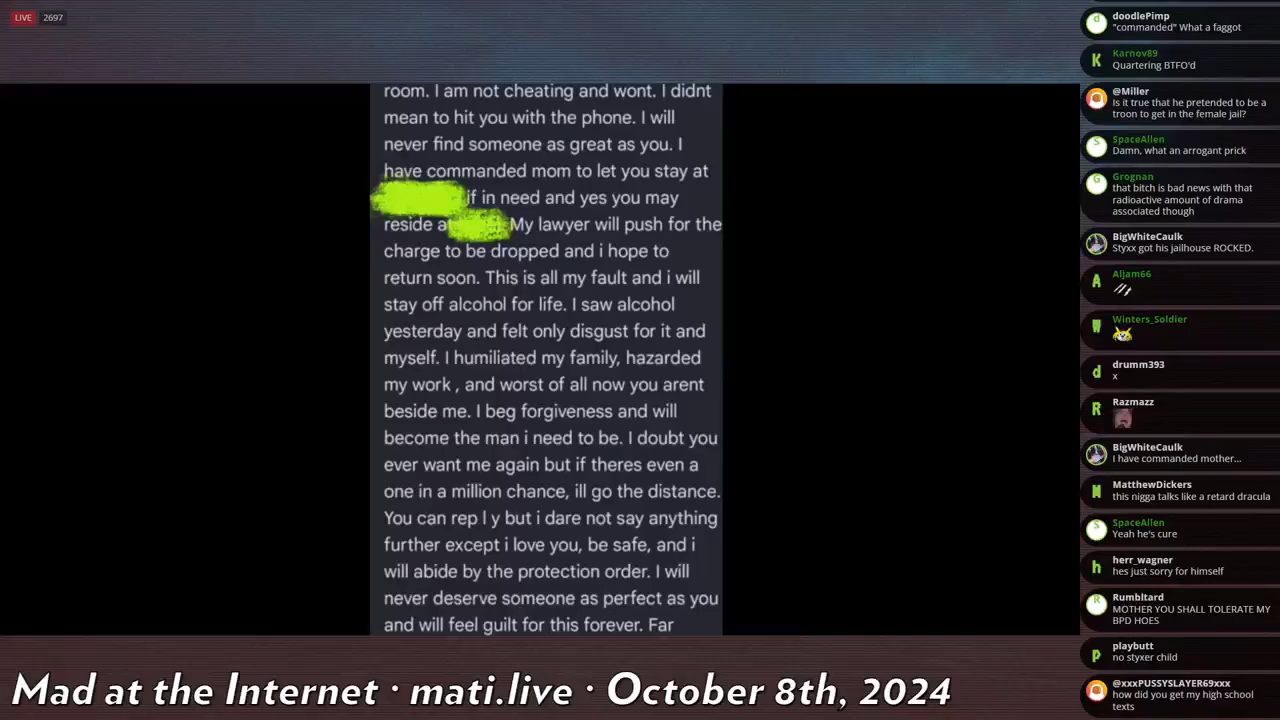 LIVE 2697
room. I am not cheating and wont. I didnt
mean to hit you with the phone. I will
never find someone as great as you. I
have commanded mom to let you stay at
if in need and yes you may
reside at My lawyer will push for the
charge to be dropped and i hope to
return soon. This is all my fault and i will
stay off alcohol for life. I saw alcohol
yesterday and felt only disgust for it and
myself. I humiliated my family, hazarded
my work , and worst of all now you arent
beside me. I beg forgiveness and will
become the man i need to be. I doubt you
ever want me again but if theres even a
one in a million chance, ill go the distance.
You can rep l y but i dare not say anything
further except i love you, be safe, and i
will abide by the protection order. I will
never deserve someone as perfect as you
and will feel guilt for this forever. Far
d
doodlePimp
"commanded" What a faggot
K
Karnov89
Quartering BTFO'd
@Miller
Is it true that he pretended to be a
troon to get in the female jail?
S
SpaceAllen
Damn, what an arrogant prick
G
Grognan
that bitch is bad news with that
radioactive amount of drama
associated though
BigWhiteCaulk
Styxx got his jailhouse ROCKED.
A
Aljam66
W
Winters_Soldier
d
drumm393
x
R
Razmazz
BigWhiteCaulk
I have commanded mother...
M
MatthewDickers
this nigga talks like a retard dracula
S
SpaceAllen
Yeah he's cure
h
herr_wagner
hes just sorry for himself
R
Rumbltard
MOTHER YOU SHALL TOLERATE MY
BPD HOES
p
playbutt
no styxer child
@xxxPUSSYSLAYER69xxx
how did you get my high school
texts
Mad at the Internet · mati.live · October 8th, 2024